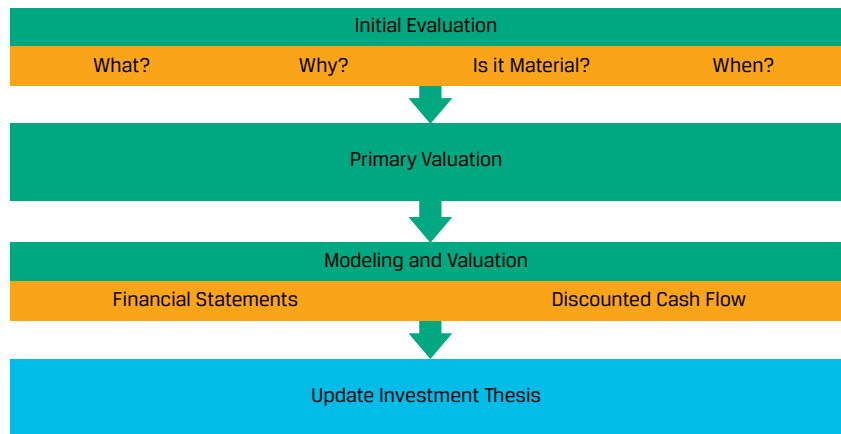 Initial Evaluation
What? Why? Is it Material? When?
Primary Valuation
Modeling and Valuation
Financial Statements Discounted Cash Flow
Update Investment Thesis